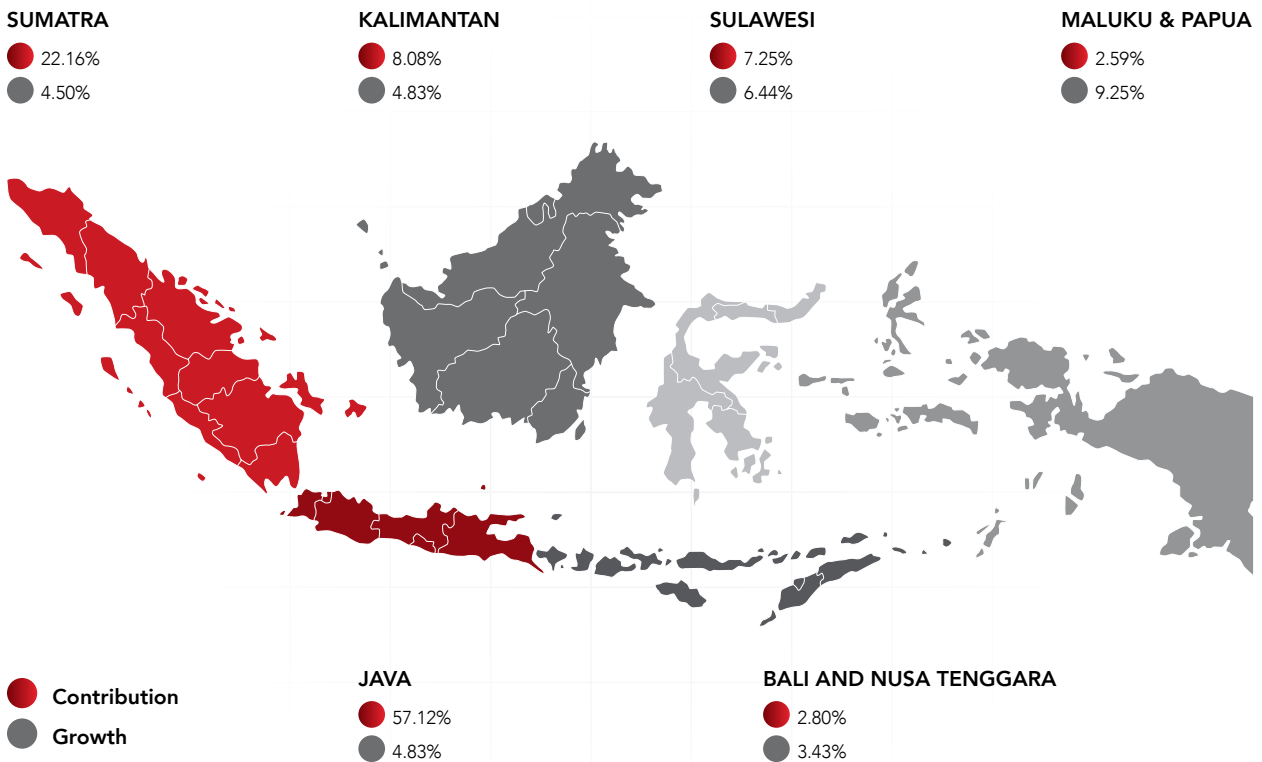 SUMATRA
22.16%
4.50%
KALIMANTAN
8.08%
4.83%
SULAWESI
7.25%
6.44%
MALUKU & PAPUA
2.59%
9.25%
Contribution
Growth
JAVA
57.12%
4.83%
BALI AND NUSA TENGGARA
2.80%
3.43%